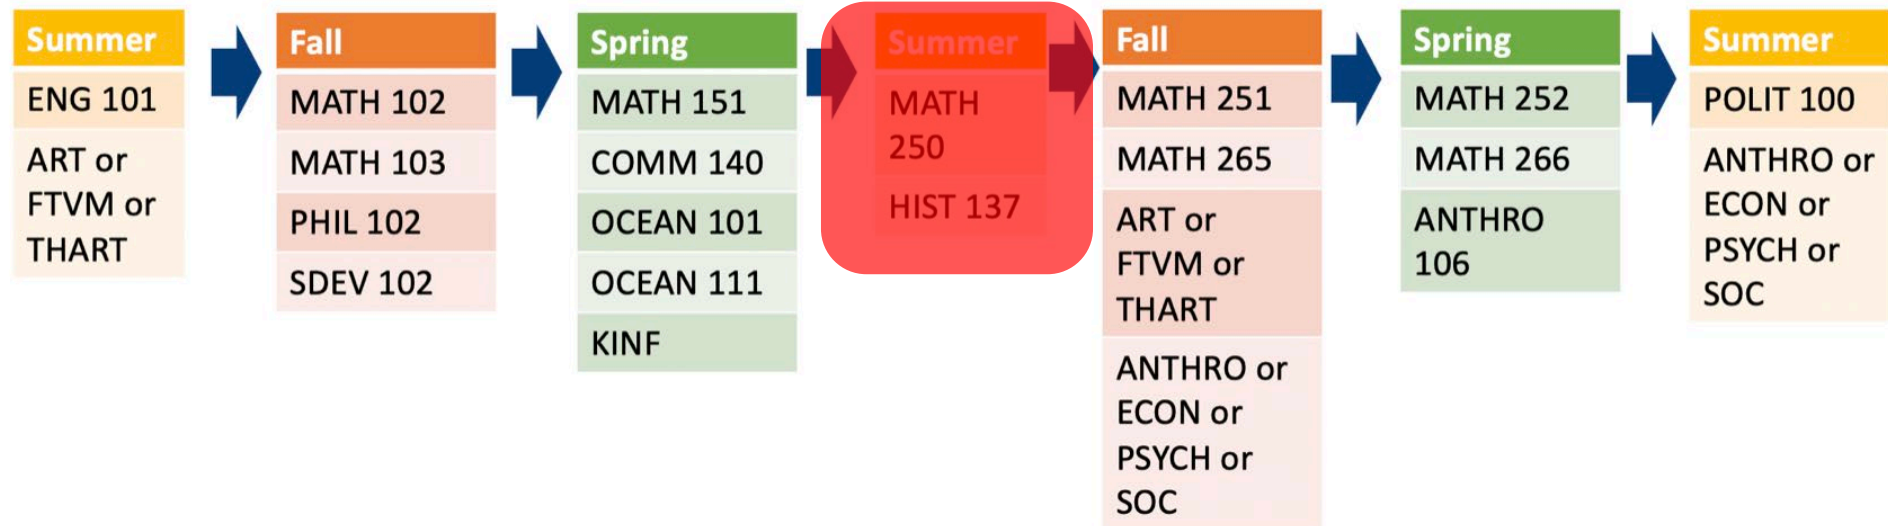 Summer
ENG 101
ART or
FTVM or
THART
Fall
MATH 102
MATH 103
PHIL 102
SDEV 102
Spring
MATH 151
COMM 140
OCEAN 101
OCEAN 111
KINF
Summer
MATH
250
HIST 137
Fall
MATH 251
MATH 265
ART or
FTVM or
THART
ANTHRO or
ECON or
PSYCH or
SOC
Spring
MATH 252
MATH 266
ANTHRO
106
Summer
POLIT 100
ANTHRO or
ECON or
PSYCH or
SOC